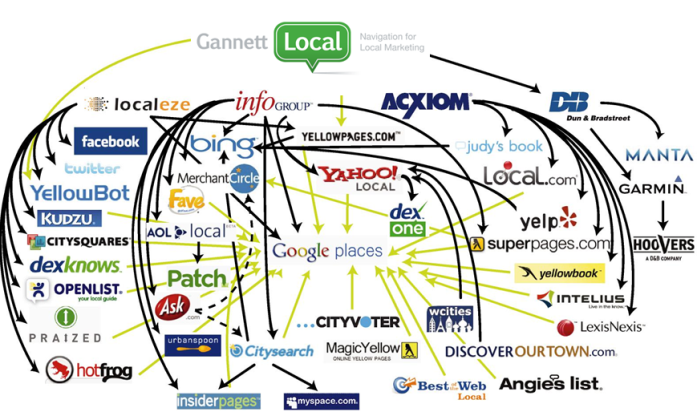 Gannett Local Navigation for
Local Marketing
localeze
infoGROUP™
ACXIOM
DB
Dun & Bradstreet
facebook
bing
YELLOWPAGES.COM™
judy's book
MANTA
twitter
MerchantCircle
YAHOO!
LOCAL
LOCAL.com
GARMIN
YellowBot
Fave
dex
one
yelp
KUDZU
AOL local
superpages.com
HOOVERS
A D&B COMPANY
CITYSQUARES
Google places
dexknows
Patch
yellowbook
OPENLIST
your local guide
Ask
.com
INTELIUS
Live in the know
CITYVOTER
wcities
LexisNexis
PRAIZED
urbanspoon
Citysearch
MagicYellow
ONLINE YELLOW PAGES
DISCOVEROURTOWN.com
hotfrog
Best of the Web
Local
Angie's list
insiderpages
myspace.com